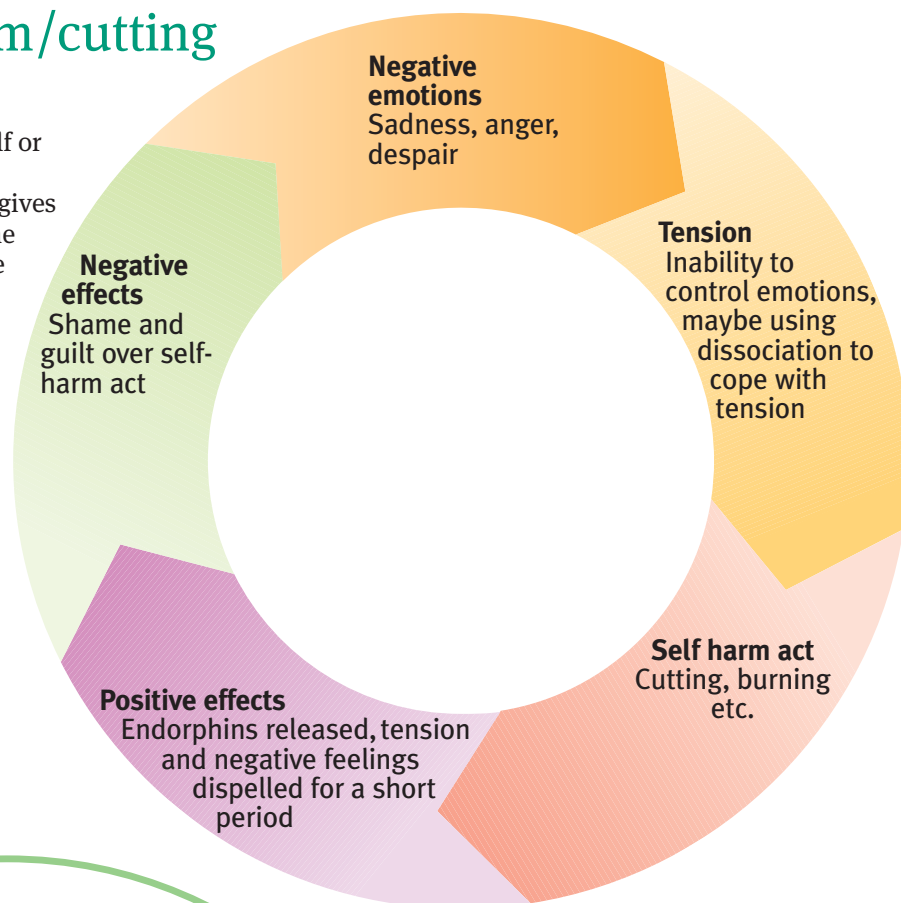 m/cutting
lf or
gives
e
Negative
emotions
Sadness, anger,
despair
Tension
Inability to
control emotions,
maybe using
dissociation to
cope with
tension
Self harm act
Cutting, burning
etc.
Positive effects
Endorphins released, tension
and negative feelings
dispelled for a short
period
Negative
effects
Shame and
guilt over self-
harm act